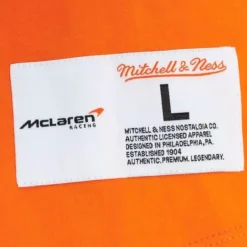 McLaren
RACING
Mitchell & Ness
L
MITCHELL & NESS NOSTALGIA CO.
AUTHENTIC LICENSED APPAREL
DESIGNED IN PHILADELPHIA, PA.
ESTABLISHED 1904
AUTHENTIC. PREMIUM. LEGENDARY.